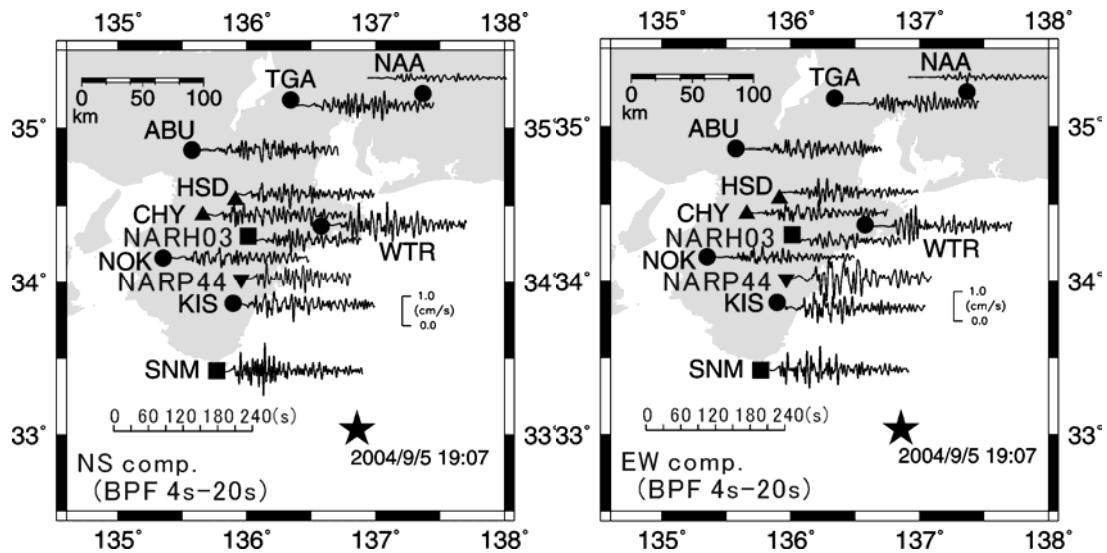 135° 136° 137° 138°
NAA
TGA
0 50 100
km
35°
ABU
HSD
CHY
NARH03
WTR
NOK
34°
NARP44
KIS
1.0
(cm/s)
0.0
SNM
0 60 120 180 240(s)
33°
2004/9/5 19:07
NS comp.
(BPF 4s-20s)
135° 136° 137° 138°
135° 136° 137° 138°
NAA
TGA
0 50 100
km
35° 35°
ABU
HSD
CHY
NARH03
WTR
NOK
34° 34°
NARP44
KIS
1.0
(cm/s)
0.0
SNM
0 60 120 180 240(s)
33° 33°
2004/9/5 19:07
EW comp.
(BPF 4s-20s)
135° 136° 137° 138°
35°
34°
33°